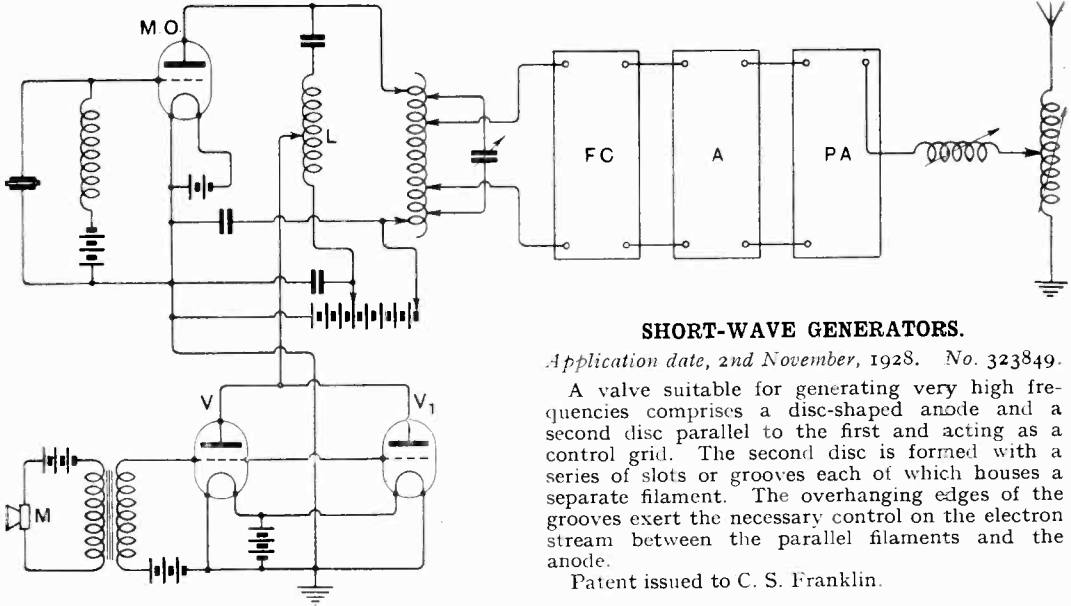 M.O.
L
FC
A
PA
V
V1
M
SHORT-WAVE GENERATORS.
Application date, 2nd November, 1928. No. 323849.
A valve suitable for generating very high fre-
quencies comprises a disc-shaped anode and a
second disc parallel to the first and acting as a
control grid. The second disc is formed with a
series of slots or grooves each of which houses a
separate filament. The overhanging edges of the
grooves exert the necessary control on the electron
stream between the parallel filaments and the
anode.
Patent issued to C. S. Franklin.